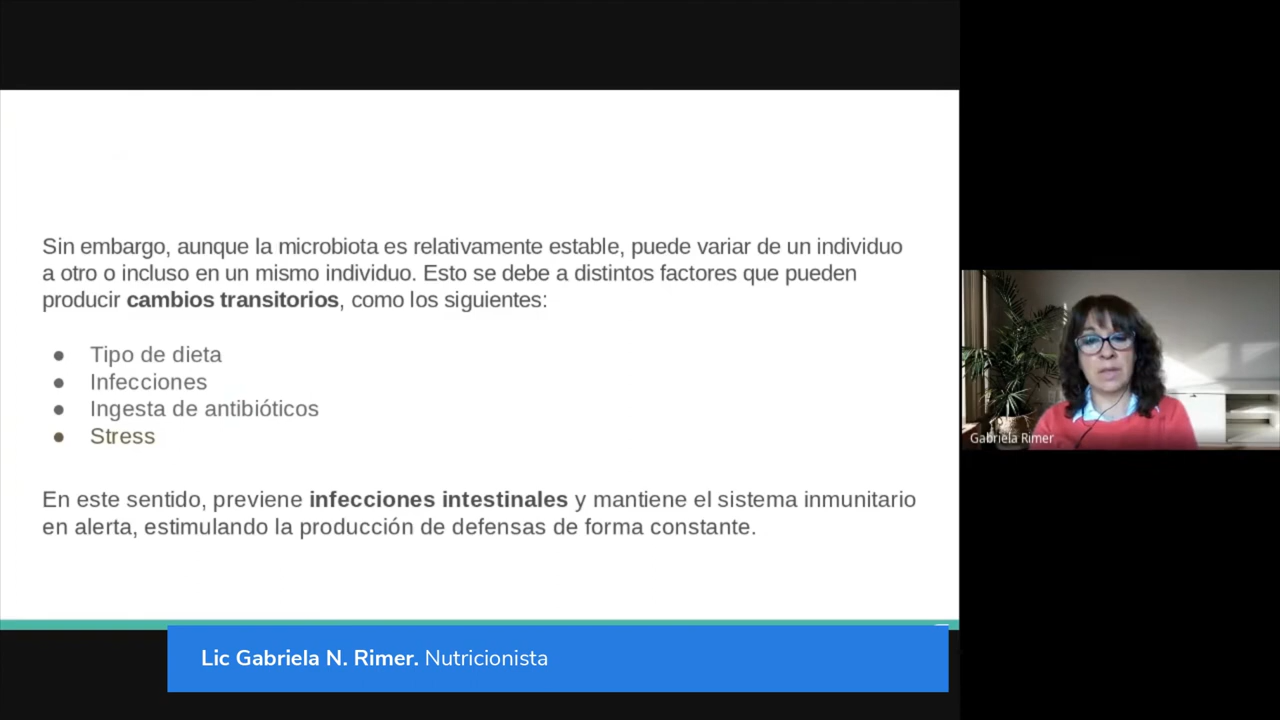 Sin embargo, aunque la microbiota es relativamente estable, puede variar de un individuo
a otro o incluso en un mismo individuo. Esto se debe a distintos factores que pueden
producir cambios transitorios, como los siguientes:
● Tipo de dieta
● Infecciones
● Ingesta de antibióticos
● Stress
En este sentido, previene infecciones intestinales y mantiene el sistema inmunitario
en alerta, estimulando la producción de defensas de forma constante.
Gabriela Rimer
Lic Gabriela N. Rimer. Nutricionista